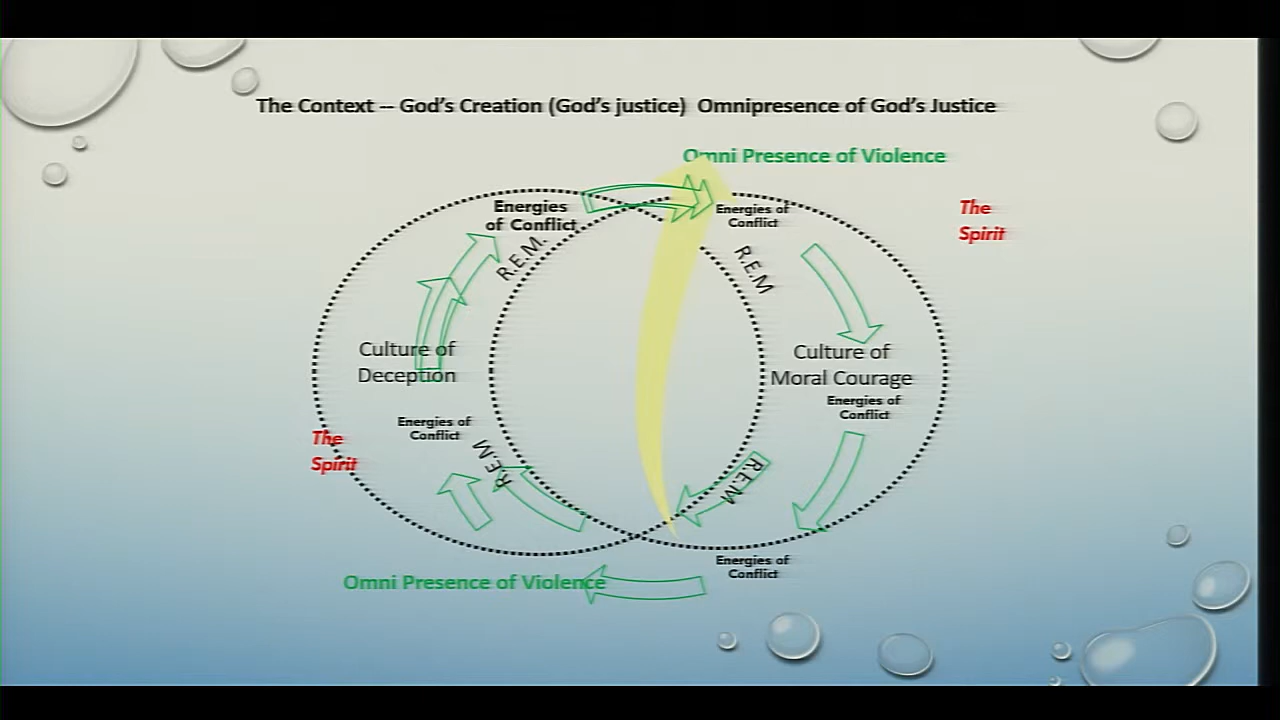 The Context -- God's Creation (God's justice) Omnipresence of God's Justice
Omni Presence of Violence
The
Spirit
Energies
of Conflict
Energies of
Conflict
R.E.M.
R.E.M
Culture of
Deception
Culture of
Moral Courage
Energies of
Conflict
Energies of
Conflict
The
Spirit
R.E.M
R.E.M
Energies of
Conflict
Omni Presence of Violence